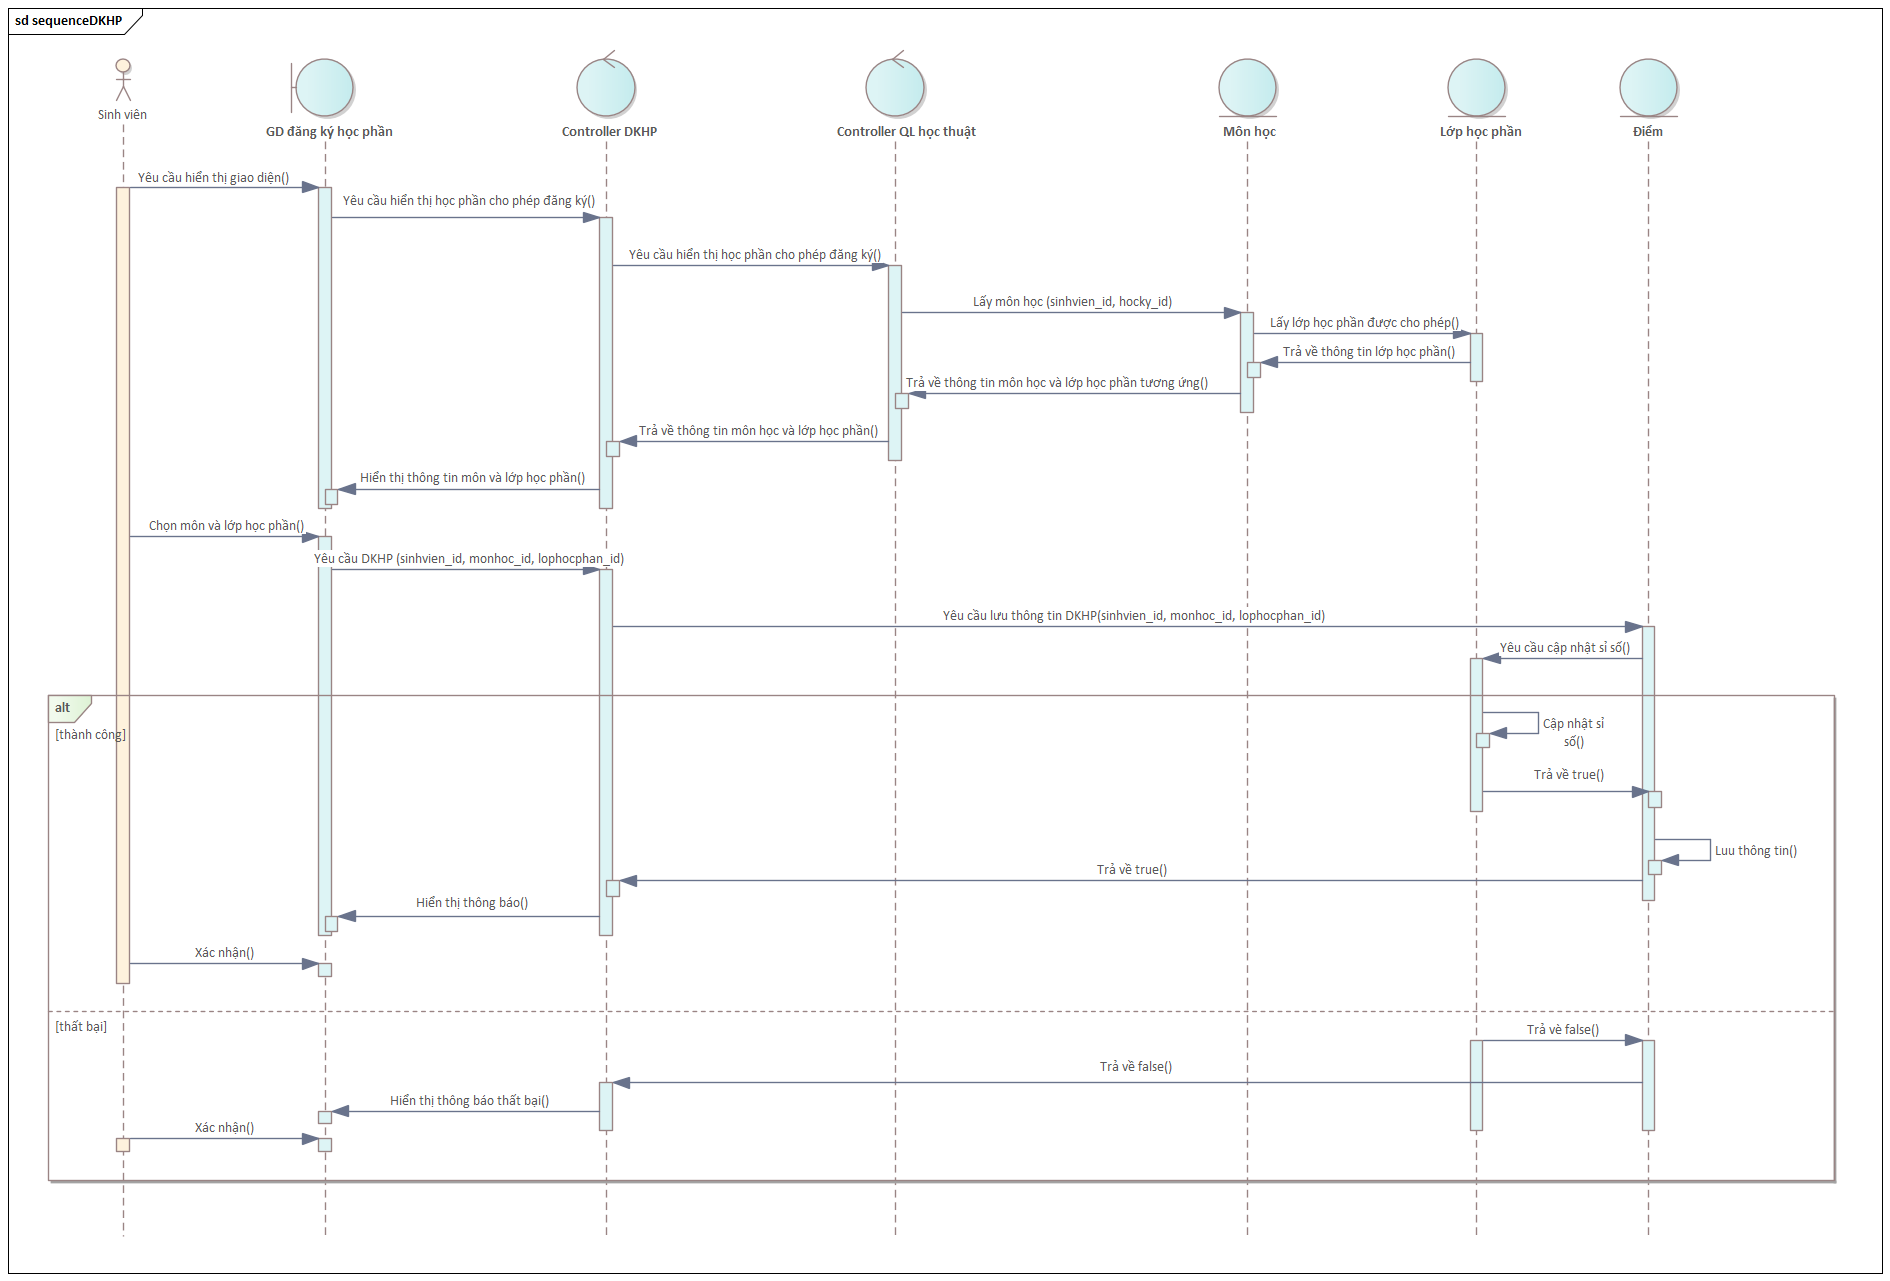 sd sequenceDKHP
Sinh viên
GD đăng ký học phần
Controller DKHP
Controller QL học thuật
Môn học
Lớp học phần
Điểm
Yêu cầu hiển thị giao diện()
Yêu cầu hiển thị học phần cho phép đăng ký()
Yêu cầu hiển thị học phần cho phép đăng ký()
Lấy môn học (sinhvien_id, hocky_id)
Lấy lớp học phần được cho phép()
Trả về thông tin lớp học phần()
Trả về thông tin môn học và lớp học phần tương ứng()
Trả về thông tin môn học và lớp học phần()
Hiển thị thông tin môn và lớp học phần()
Chọn môn và lớp học phần()
Yêu cầu DKHP (sinhvien_id, monhoc_id, lophocphan_id)
Yêu cầu lưu thông tin DKHP(sinhvien_id, monhoc_id, lophocphan_id)
Yêu cầu cập nhật sỉ số()
alt
[thành công]
Cập nhật sỉ
số()
Trả về true()
Luu thông tin()
Trả về true()
Hiển thị thông báo()
Xác nhận()
[thất bại]
Trả vè false()
Trả về false()
Hiển thị thông báo thất bại()
Xác nhận()